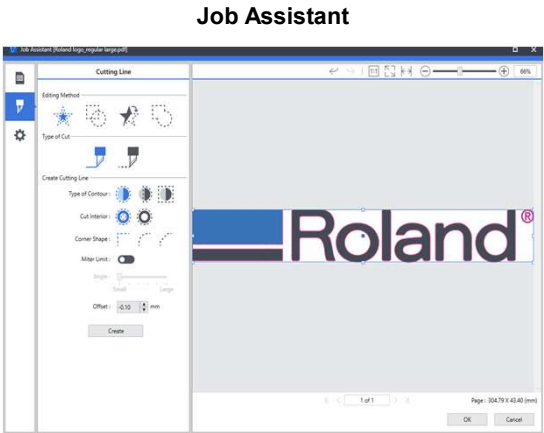 Job Assistant
Job Assistant [Roland logo_regular large.pdf]
Cutting Line
1:1
66%
Editing Method
Type of Cut
Create Cutting Line
Type of Contour :
Cut Interior :
Corner Shape :
Miter Limit :
Angle :
Small Large
Offset : -0.10 mm
Create
Roland®
1 of 1
Page : 304.79 X 43.40 (mm)
OK Cancel